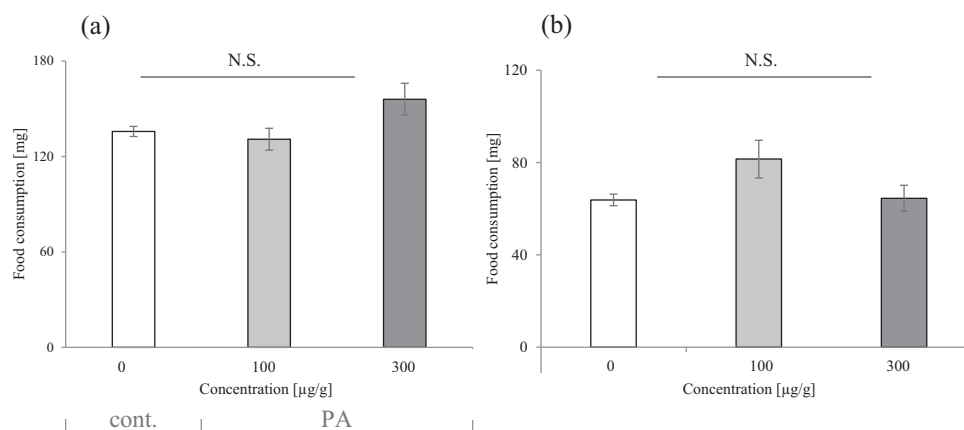 (a)
N.S.
180
120
60
0
Food consumption [mg]
0 100 300
Concentration [µg/g]
cont. PA
(b)
N.S.
120
80
40
0
Food consumption [mg]
0 100 300
Concentration [µg/g]